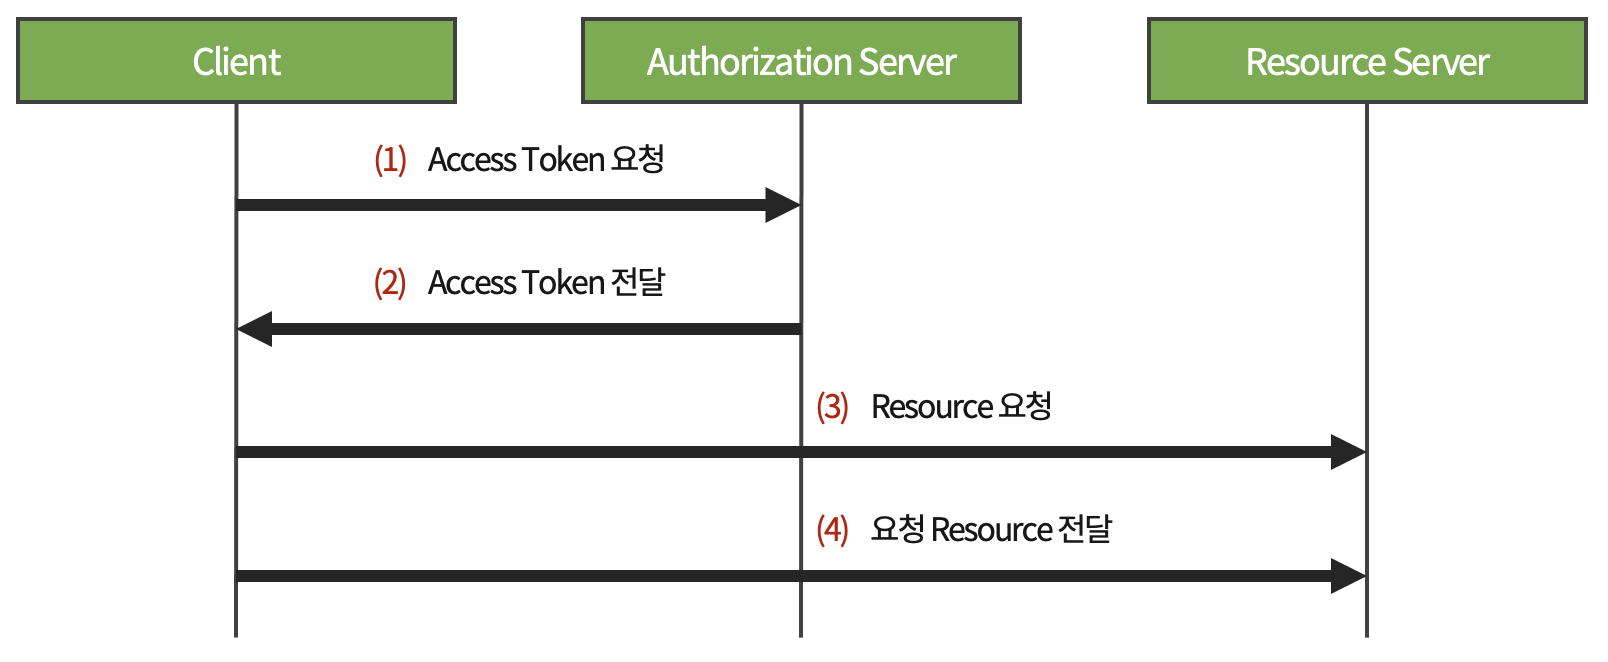 Client
Authorization Server
Resource Server
(1) Access Token 요청
(2) Access Token 전달
(3) Resource 요청
(4) 요청 Resource 전달